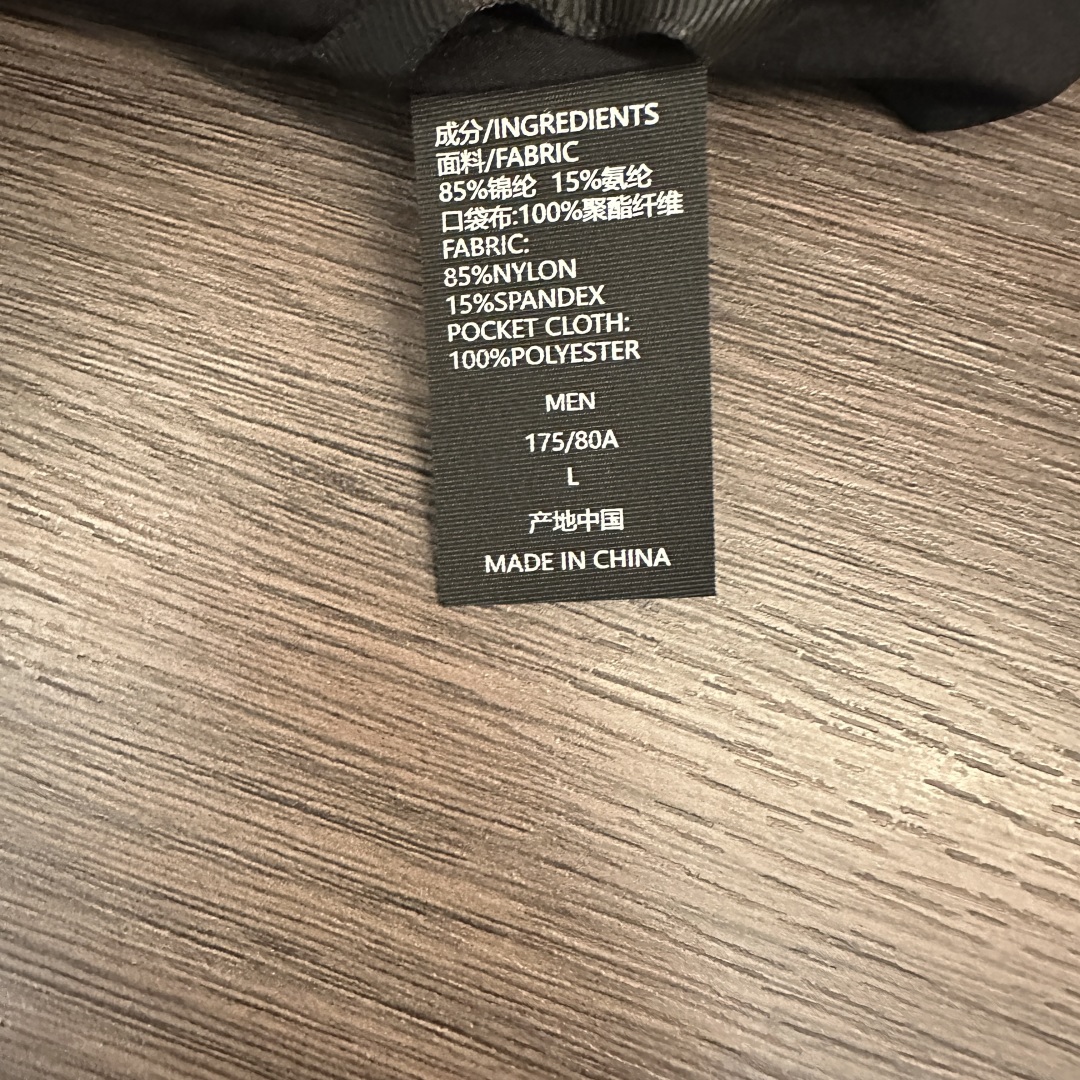 成分/INGREDIENTS
面料/FABRIC
85%锦纶 15%氨纶
口袋布:100%聚酯纤维
FABRIC:
85%NYLON
15%SPANDEX
POCKET CLOTH:
100%POLYESTER
MEN
175/80A
L
产地中国
MADE IN CHINA